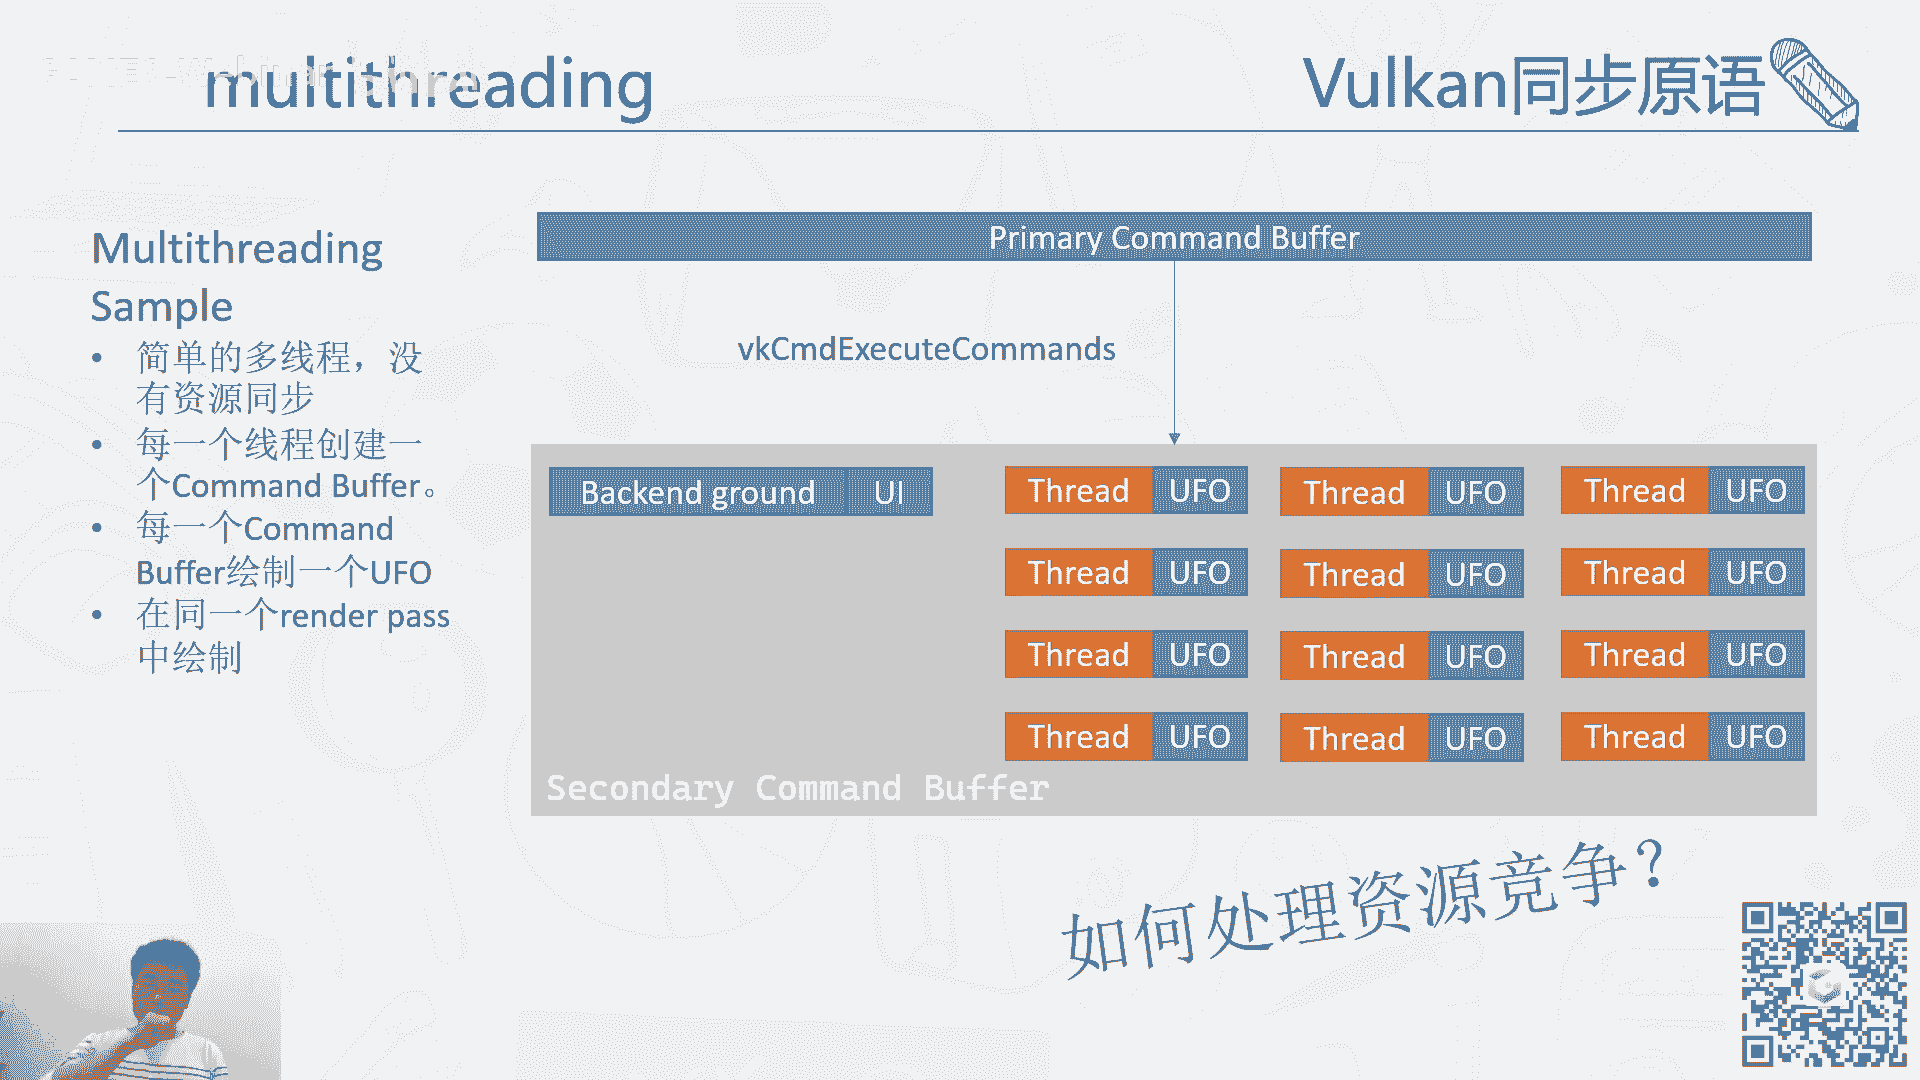 multithreading
Vulkan同步原语
Multithreading
Sample
• 简单的多线程，没
有资源同步
• 每一个线程创建一
个Command Buffer。
• 每一个Command
Buffer绘制一个UFO
• 在同一个render pass
中绘制
Primary Command Buffer
vkCmdExecuteCommands
Backend ground UI
Thread UFO Thread UFO Thread UFO
Thread UFO Thread UFO Thread UFO
Thread UFO Thread UFO Thread UFO
Thread UFO Thread UFO Thread UFO
Secondary Command Buffer
如何处理资源竞争？